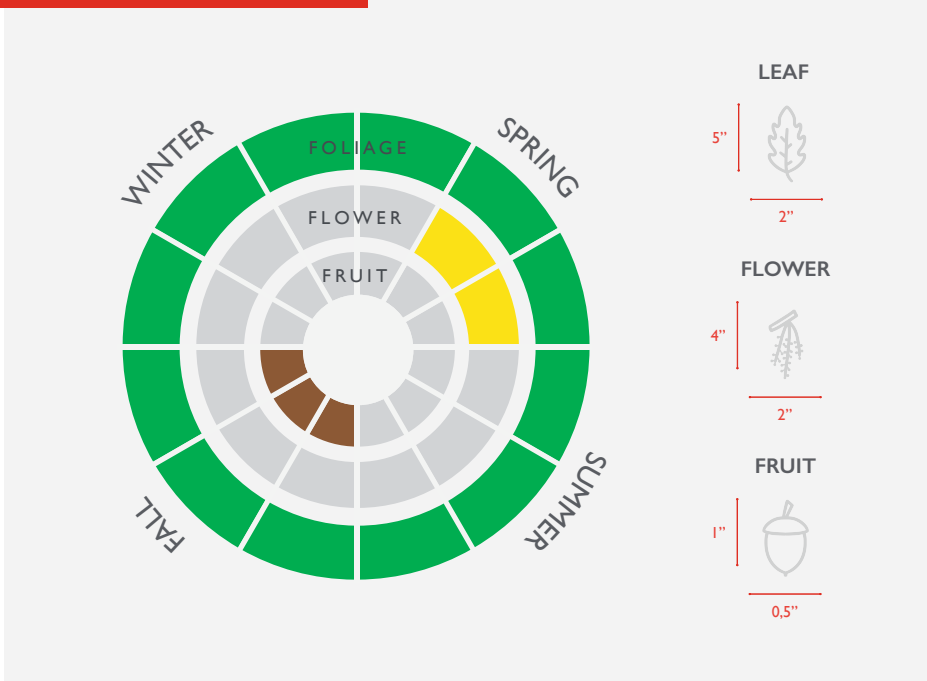 WINTER
SPRING
FOLIAGE
FLOWER
FRUIT
FALL
SUMMER
LEAF
5”
2”
FLOWER
4”
2”
FRUIT
1”
0,5”